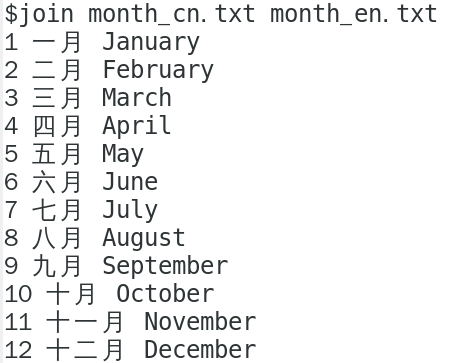 $join month_cn.txt month_en.txt
1 一月 January
2 二月 February
3 三月 March
4 四月 April
5 五月 May
6 六月 June
7 七月 July
8 八月 August
9 九月 September
10 十月 October
11 十一月 November
12 十二月 December